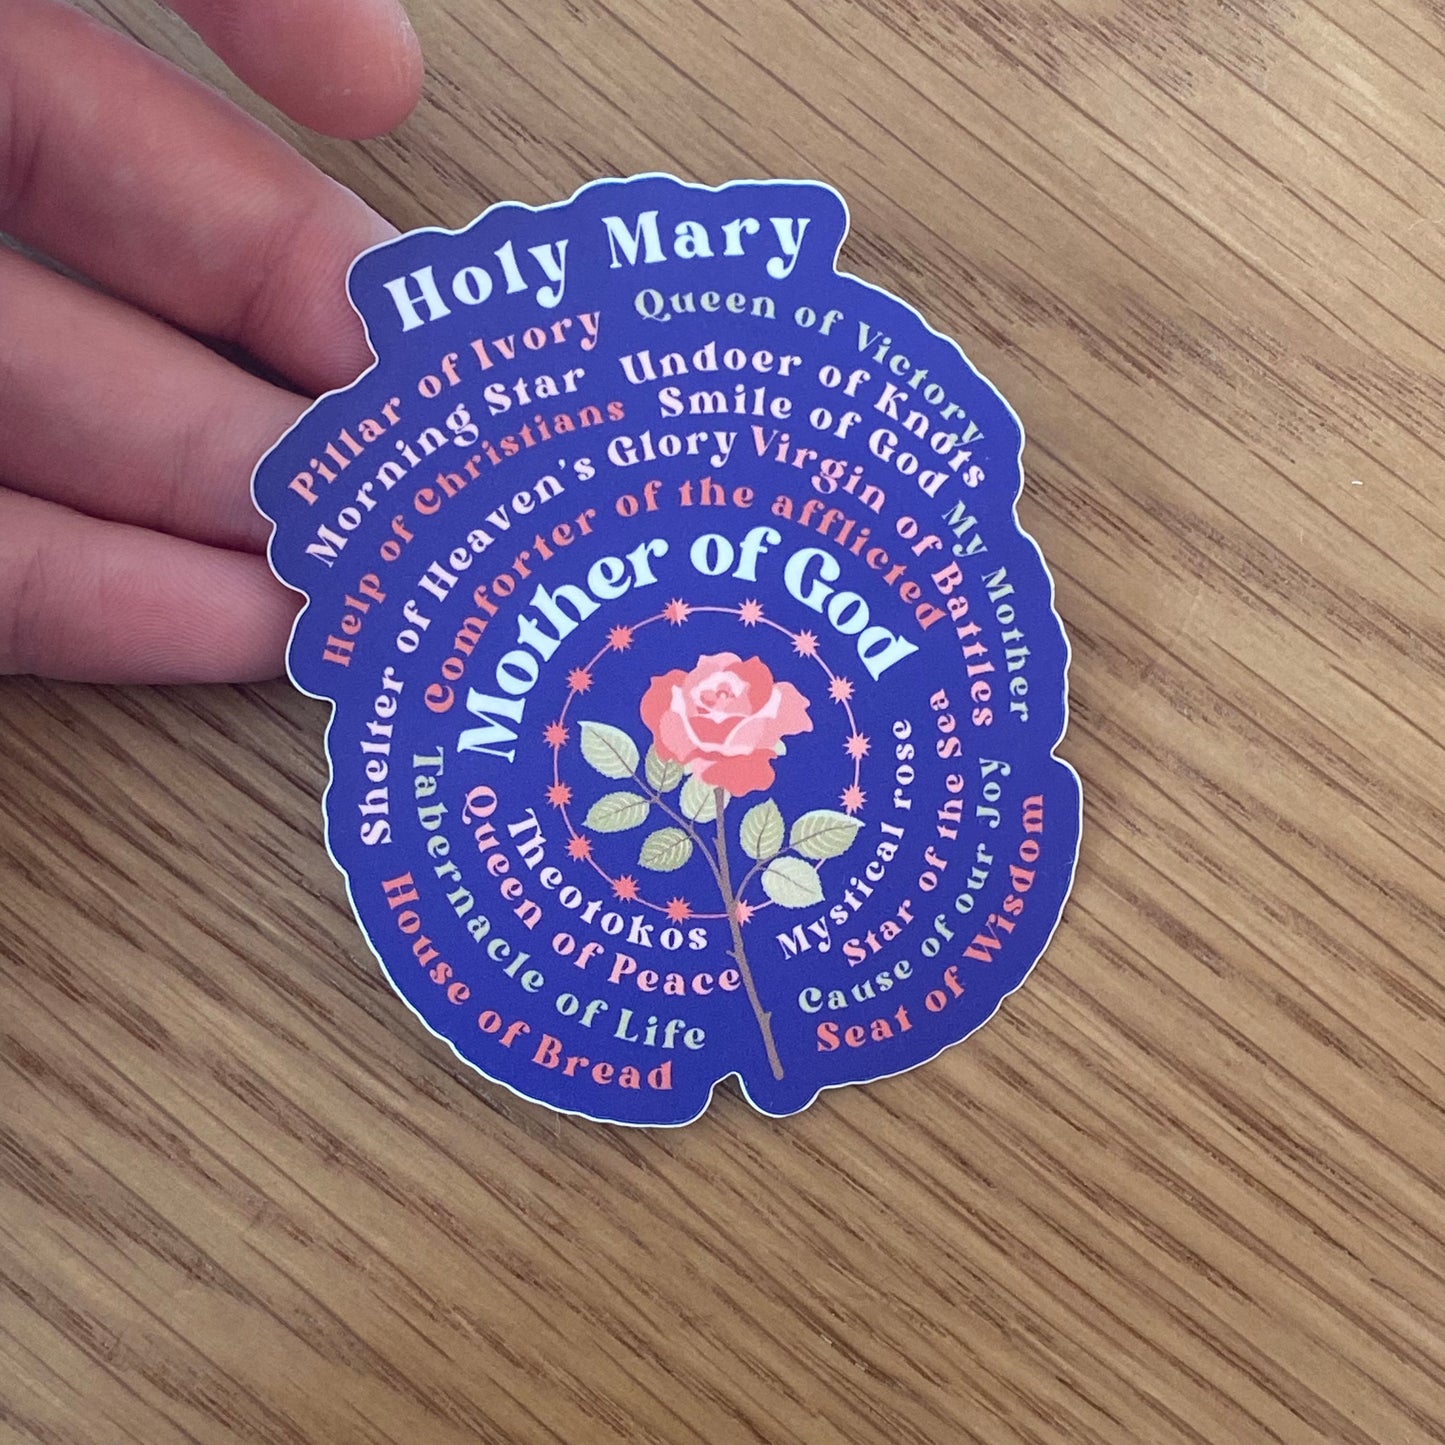 Holy Mary
Pillar of Ivory
Queen of Victory
Morning Star
Undoer of Knots
Help of Christians
Smile of God
My Mother
Shelter of Heaven's Glory
Virgin of Battles
Comforter of the afflicted
Mother of God
Theotokos
Mystical rose
Queen of Peace
Star of the Sea
Tabernacle of Life
Cause of our Joy
House of Bread
Seat of Wisdom